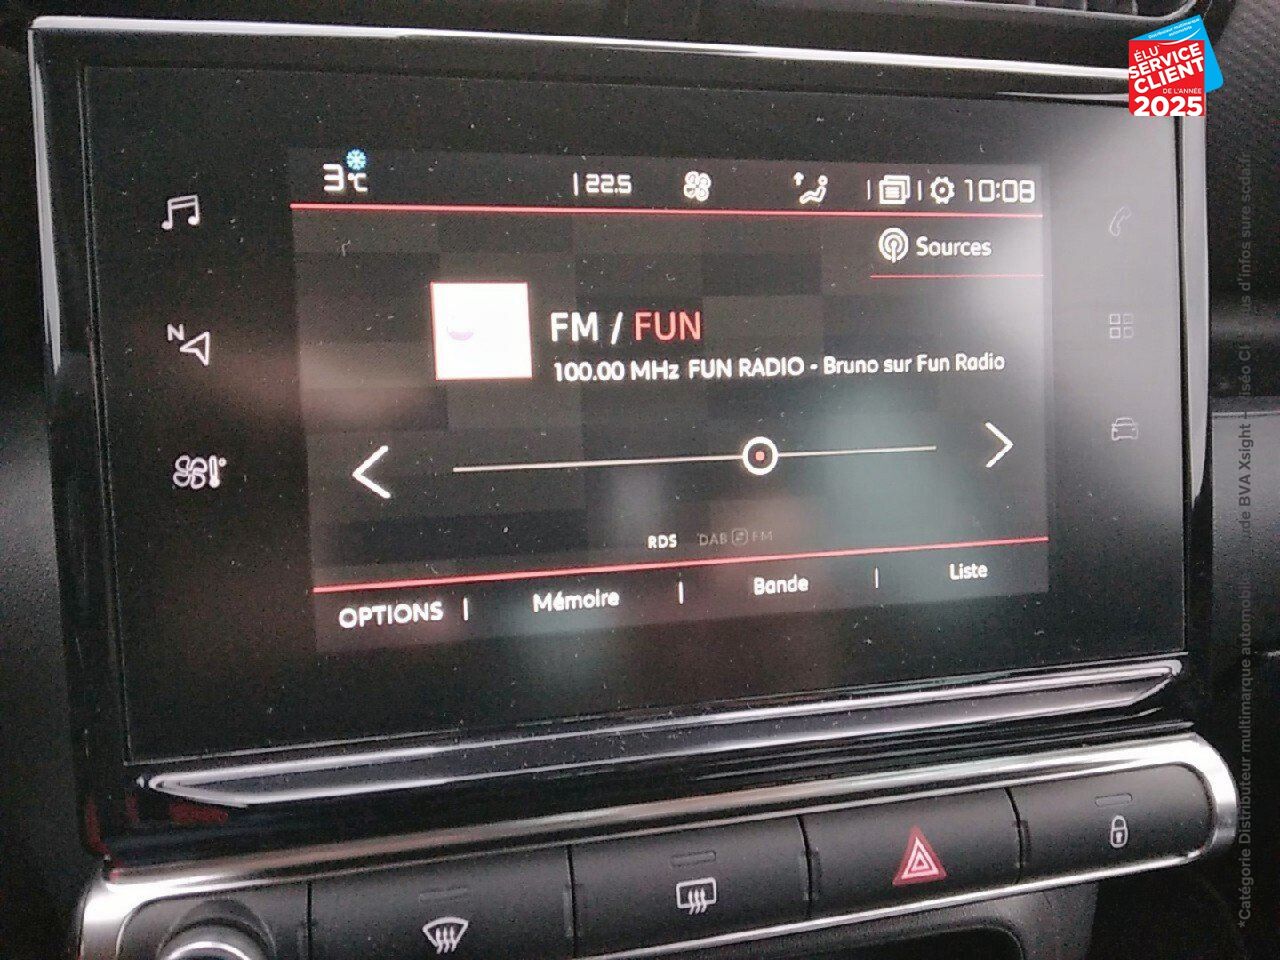 ÉLU
SERVICE
CLIENT
DE L'ANNÉE
2025
3°C
22.5
10:08
Sources
FM / FUN
100.00 MHz FUN RADIO - Bruno sur Fun Radio
RDS DAB FM
OPTIONS Mémoire Bande Liste
N
*Catégorie Distributeur multimarque automobile
de BVA Xsight –